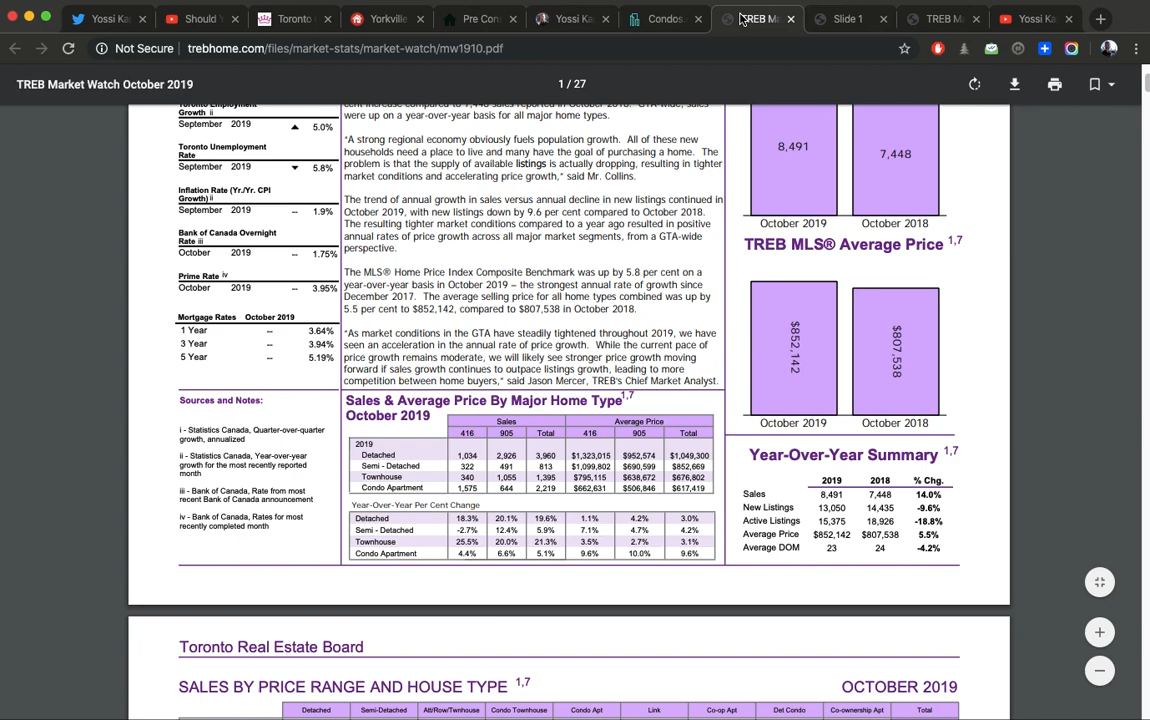 Yossi Ka
Should
Toronto
Yorkville
Pre Con
Yossi Ka
Condos
TREB M
Slide 1
TREB M
Yossi Ka
Not Secure | trebhome.com/files/market-stats/market-watch/mw1910.pdf
TREB Market Watch October 2019
1 / 27
Toronto Employment
Growth ii
September 2019 ▲ 5.0%
Toronto Unemployment
Rate
September 2019 ▼ 5.8%
Inflation Rate (Yr./Yr. CPI
Growth) ii
September 2019 -- 1.9%
Bank of Canada Overnight
Rate iii
October 2019 -- 1.75%
Prime Rate iv
October 2019 -- 3.95%
Mortgage Rates October 2019
1 Year -- 3.64%
3 Year -- 3.94%
5 Year -- 5.19%
Sources and Notes:
i - Statistics Canada, Quarter-over-quarter
growth, annualized
ii - Statistics Canada, Year-over-year
growth for the most recently reported
month
iii - Bank of Canada, Rate from most
recent Bank of Canada announcement
iv - Bank of Canada, Rates for most
recently completed month
cent increase compared to 7,448 sales reported in October 2018. GTA-wide, sales
were up on a year-over-year basis for all major home types.
"A strong regional economy obviously fuels population growth. All of these new
households need a place to live and many have the goal of purchasing a home. The
problem is that the supply of available listings is actually dropping, resulting in tighter
market conditions and accelerating price growth," said Mr. Collins.
The trend of annual growth in sales versus annual decline in new listings continued in
October 2019, with new listings down by 9.6 per cent compared to October 2018.
The resulting tighter market conditions compared to a year ago resulted in positive
annual rates of price growth across all major market segments, from a GTA-wide
perspective.
The MLS® Home Price Index Composite Benchmark was up by 5.8 per cent on a
year-over-year basis in October 2019 – the strongest annual rate of growth since
December 2017. The average selling price for all home types combined was up by
5.5 per cent to $852,142, compared to $807,538 in October 2018.
"As market conditions in the GTA have steadily tightened throughout 2019, we have
seen an acceleration in the annual rate of price growth. While the current pace of
price growth remains moderate, we will likely see stronger price growth moving
forward if sales growth continues to outpace listings growth, leading to more
competition between home buyers," said Jason Mercer, TREB's Chief Market Analyst.
Sales & Average Price By Major Home Type 1,7
October 2019
Sales Average Price
416 905 Total 416 905 Total
2019
Detached 1,034 2,926 3,960 $1,323,015 $952,574 $1,049,300
Semi - Detached 322 491 813 $1,099,802 $690,599 $852,669
Townhouse 340 1,055 1,395 $795,115 $638,672 $676,802
Condo Apartment 1,575 644 2,219 $662,631 $506,846 $617,419
Year-Over-Year Per Cent Change
Detached 18.3% 20.1% 19.6% 1.1% 4.2% 3.0%
Semi - Detached -2.7% 12.4% 5.9% 7.1% 4.7% 4.2%
Townhouse 25.5% 20.0% 21.3% 3.5% 2.7% 3.1%
Condo Apartment 4.4% 6.6% 5.1% 9.6% 10.0% 9.6%
8,491 7,448
October 2019 October 2018
TREB MLS® Average Price 1,7
$852,142 $807,538
October 2019 October 2018
Year-Over-Year Summary 1,7
2019 2018 % Chg.
Sales 8,491 7,448 14.0%
New Listings 13,050 14,435 -9.6%
Active Listings 15,375 18,926 -18.8%
Average Price $852,142 $807,538 5.5%
Average DOM 23 24 -4.2%
Toronto Real Estate Board
SALES BY PRICE RANGE AND HOUSE TYPE 1,7
OCTOBER 2019
Detached Semi-Detached Att/Row/Twnhouse Condo Townhouse Condo Apt Link Co-op Apt Det Condo Co-ownership Apt Total